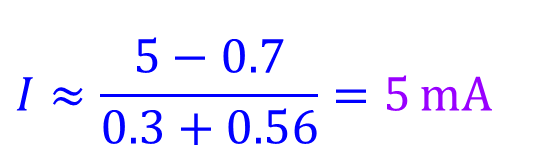 I ≈ (5 − 0.7)/(0.3 + 0.56) = 5 mA